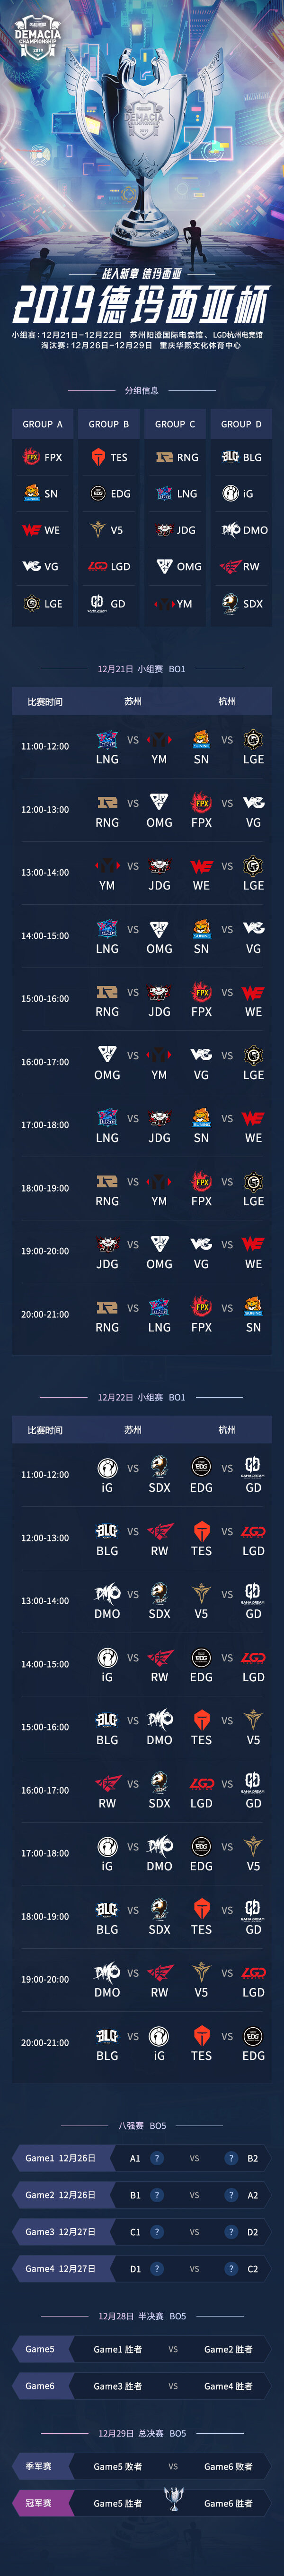 DEMACIA
CHAMPIONSHIP
2019
DEMACIA
战入新章 德玛西亚
2019德玛西亚杯
小组赛：12月21日-12月22日 苏州阳澄国际电竞馆、LGD杭州电竞馆
淘汰赛：12月26日-12月29日 重庆华熙文化体育中心
分组信息
GROUP A GROUP B GROUP C GROUP D
FPX TES RNG BLG
SN EDG LNG iG
WE V5 JDG DMO
VG LGD OMG RW
LGE GD YM SDX
12月21日 小组赛 BO1
比赛时间 苏州 杭州
11:00-12:00 LNG VS YM SN VS LGE
12:00-13:00 RNG VS OMG FPX VS VG
13:00-14:00 YM VS JDG WE VS LGE
14:00-15:00 LNG VS OMG SN VS VG
15:00-16:00 RNG VS JDG FPX VS WE
16:00-17:00 OMG VS YM VG VS LGE
17:00-18:00 LNG VS JDG SN VS WE
18:00-19:00 RNG VS YM FPX VS LGE
19:00-20:00 JDG VS OMG VG VS WE
20:00-21:00 RNG VS LNG FPX VS SN
12月22日 小组赛 BO1
比赛时间 苏州 杭州
11:00-12:00 iG VS SDX EDG VS GD
12:00-13:00 BLG VS RW TES VS LGD
13:00-14:00 DMO VS SDX V5 VS GD
14:00-15:00 iG VS RW EDG VS LGD
15:00-16:00 BLG VS DMO TES VS V5
16:00-17:00 RW VS SDX LGD VS GD
17:00-18:00 iG VS DMO EDG VS V5
18:00-19:00 BLG VS SDX TES VS GD
19:00-20:00 DMO VS RW V5 VS LGD
20:00-21:00 BLG VS iG TES VS EDG
八强赛 BO5
Game1 12月26日 A1 ? VS ? B2
Game2 12月26日 B1 ? VS ? A2
Game3 12月27日 C1 ? VS ? D2
Game4 12月27日 D1 ? VS ? C2
12月28日 半决赛 BO5
Game5 Game1 胜者 VS Game2 胜者
Game6 Game3 胜者 VS Game4 胜者
12月29日 总决赛 BO5
季军赛 Game5 败者 VS Game6 败者
冠军赛 Game5 胜者 Game6 胜者